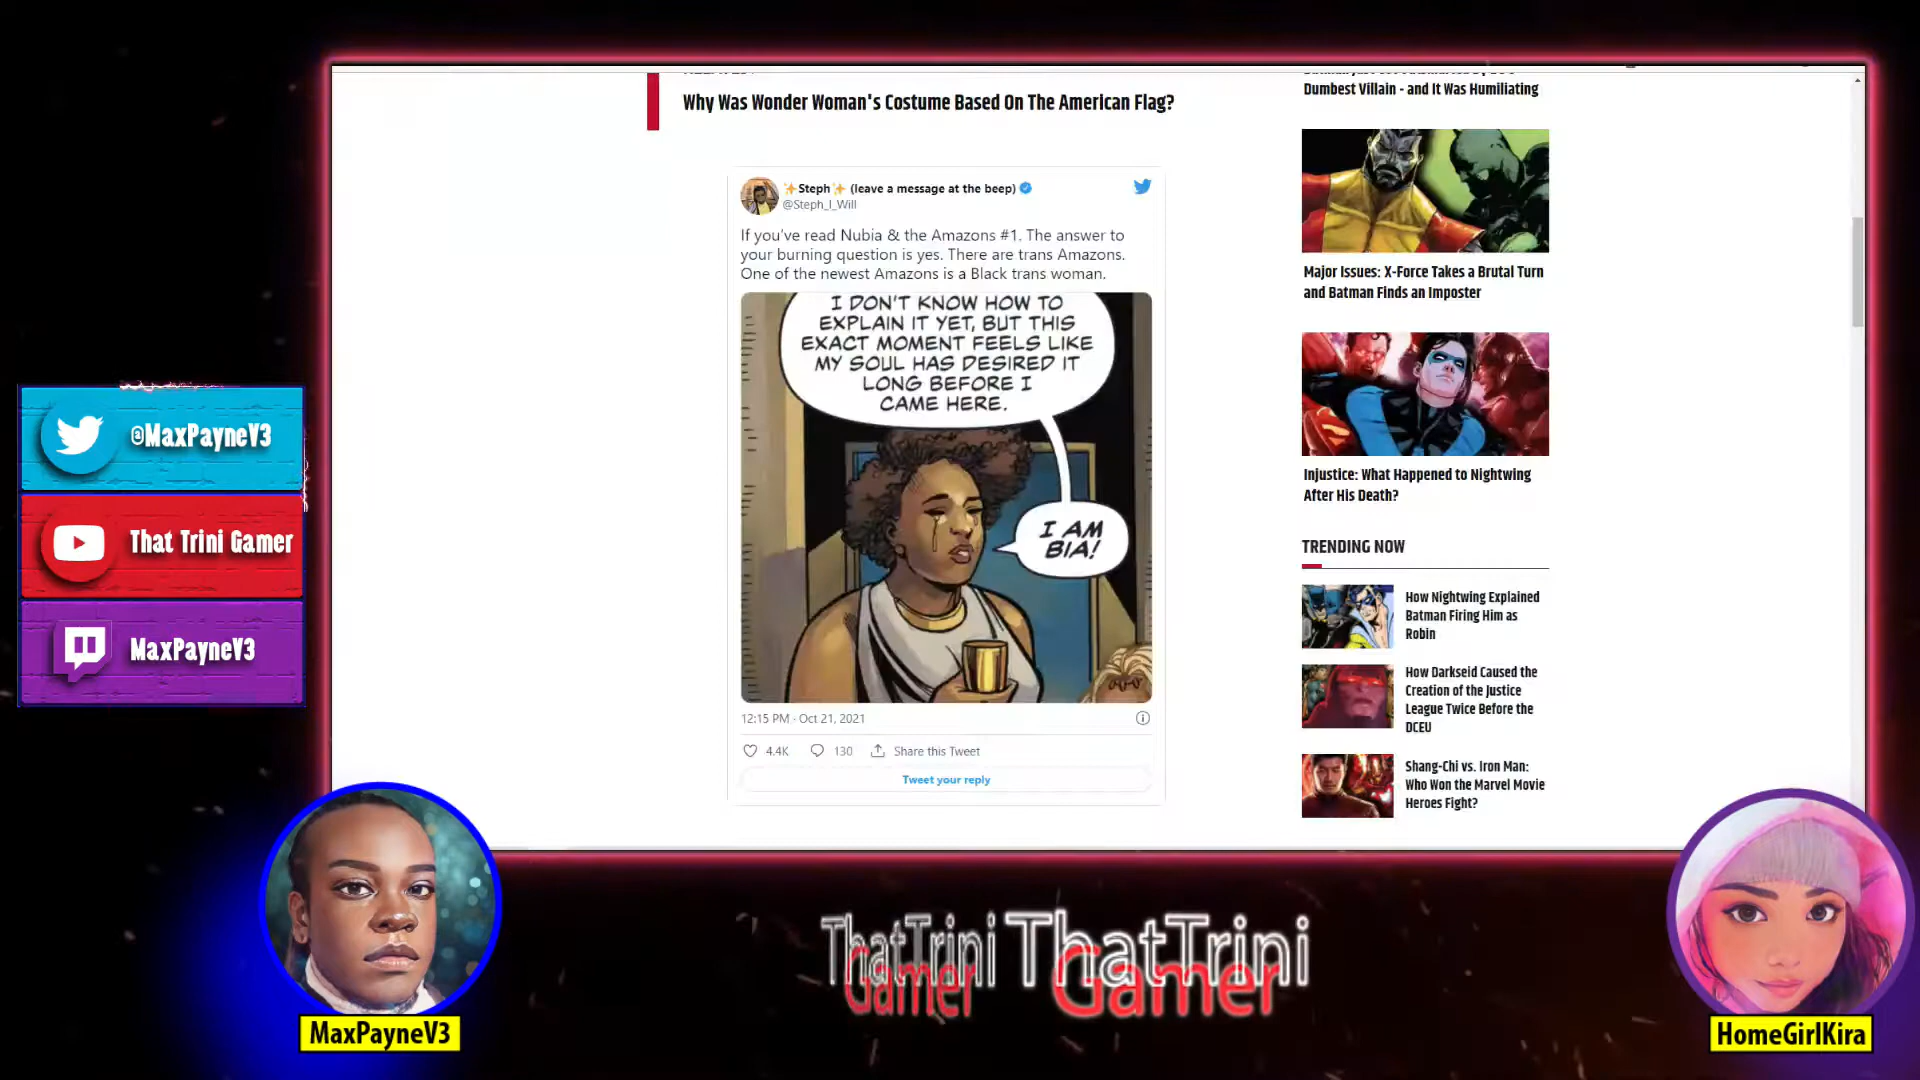 Why Was Wonder Woman's Costume Based On The American Flag?
✨Steph✨ (leave a message at the beep)
@Steph_I_Will
If you've read Nubia & the Amazons #1. The answer to
your burning question is yes. There are trans Amazons.
One of the newest Amazons is a Black trans woman.
I DON'T KNOW HOW TO
EXPLAIN IT YET, BUT THIS
EXACT MOMENT FEELS LIKE
MY SOUL HAS DESIRED IT
LONG BEFORE I
CAME HERE.
I AM
BIA!
12:15 PM · Oct 21, 2021
4.4K 130 Share this Tweet
Tweet your reply
Dumbest Villain - and It Was Humiliating
Major Issues: X-Force Takes a Brutal Turn
and Batman Finds an Imposter
Injustice: What Happened to Nightwing
After His Death?
TRENDING NOW
How Nightwing Explained
Batman Firing Him as
Robin
How Darkseid Caused the
Creation of the Justice
League Twice Before the
DCEU
Shang-Chi vs. Iron Man:
Who Won the Marvel Movie
Heroes Fight?
@MaxPayneV3
That Trini Gamer
MaxPayneV3
MaxPayneV3
ThatTrini
Gamer
ThatTrini
Gamer
HomeGirlKira